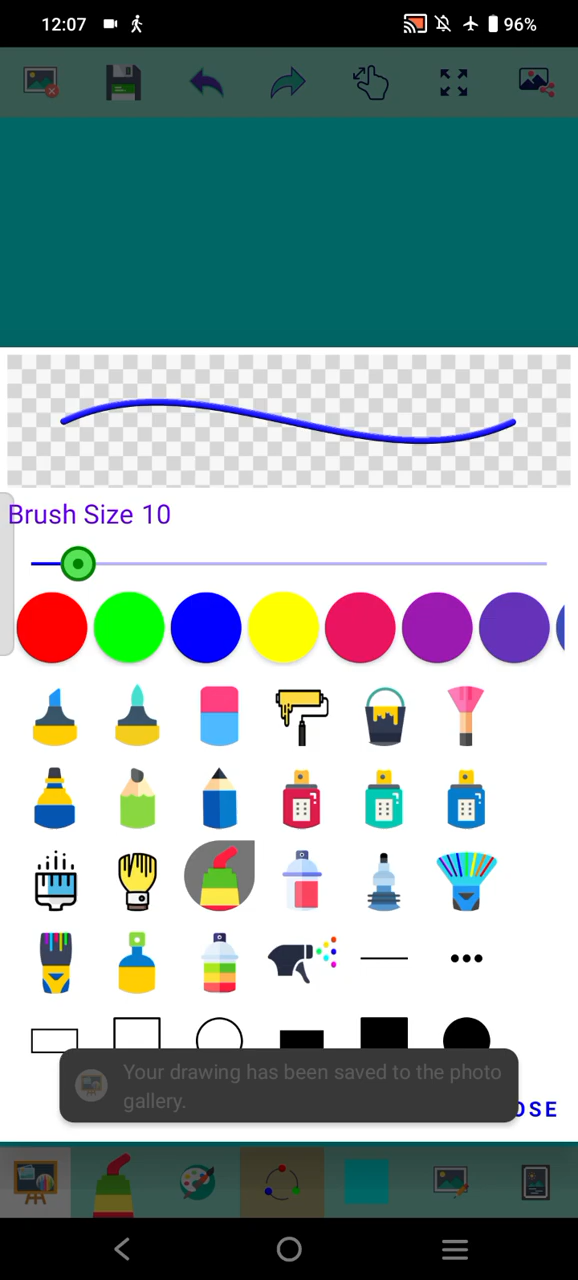 12:07
96%
Brush Size 10
Your drawing has been saved to the photo
gallery.
OSE